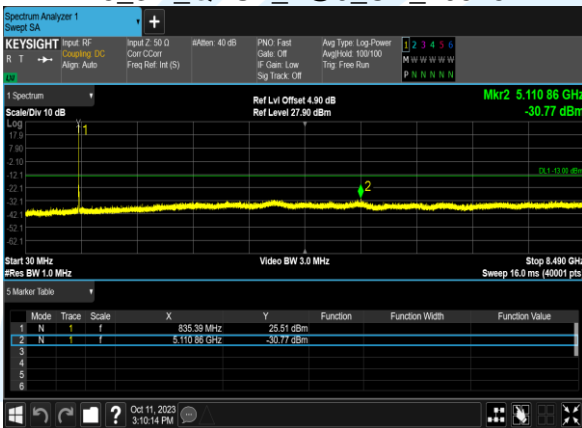 Spectrum Analyzer 1
Swept SA
KEYSIGHT Input: RF Input Z: 50 Ω #Atten: 40 dB PNO: Fast Avg Type: Log-Power 1 2 3 4 5 6
R T Coupling: DC Corr CCorr Gate: Off Avg|Hold: 100/100 M W W W W W
Align: Auto Freq Ref: Int (S) IF Gain: Low Trig: Free Run
LW Sig Track: Off P N N N N N
1 Spectrum Ref Lvl Offset 4.90 dB Mkr2 5.110 86 GHz
Scale/Div 10 dB Ref Level 27.90 dBm -30.77 dBm
Log
17.9 1
7.90
-2.10
-12.1 DL1 -13.00 dBm
-22.1 2
-32.1
-42.1
-52.1
-62.1
Start 30 MHz Video BW 3.0 MHz Stop 8.490 GHz
#Res BW 1.0 MHz Sweep 16.0 ms (40001 pts
5 Marker Table
Mode Trace Scale X Y Function Function Width Function Value
1 N 1 f 835.39 MHz 25.51 dBm
2 N 1 f 5.110 86 GHz -30.77 dBm
3
4
5
6
? Oct 11, 2023
3:10:14 PM